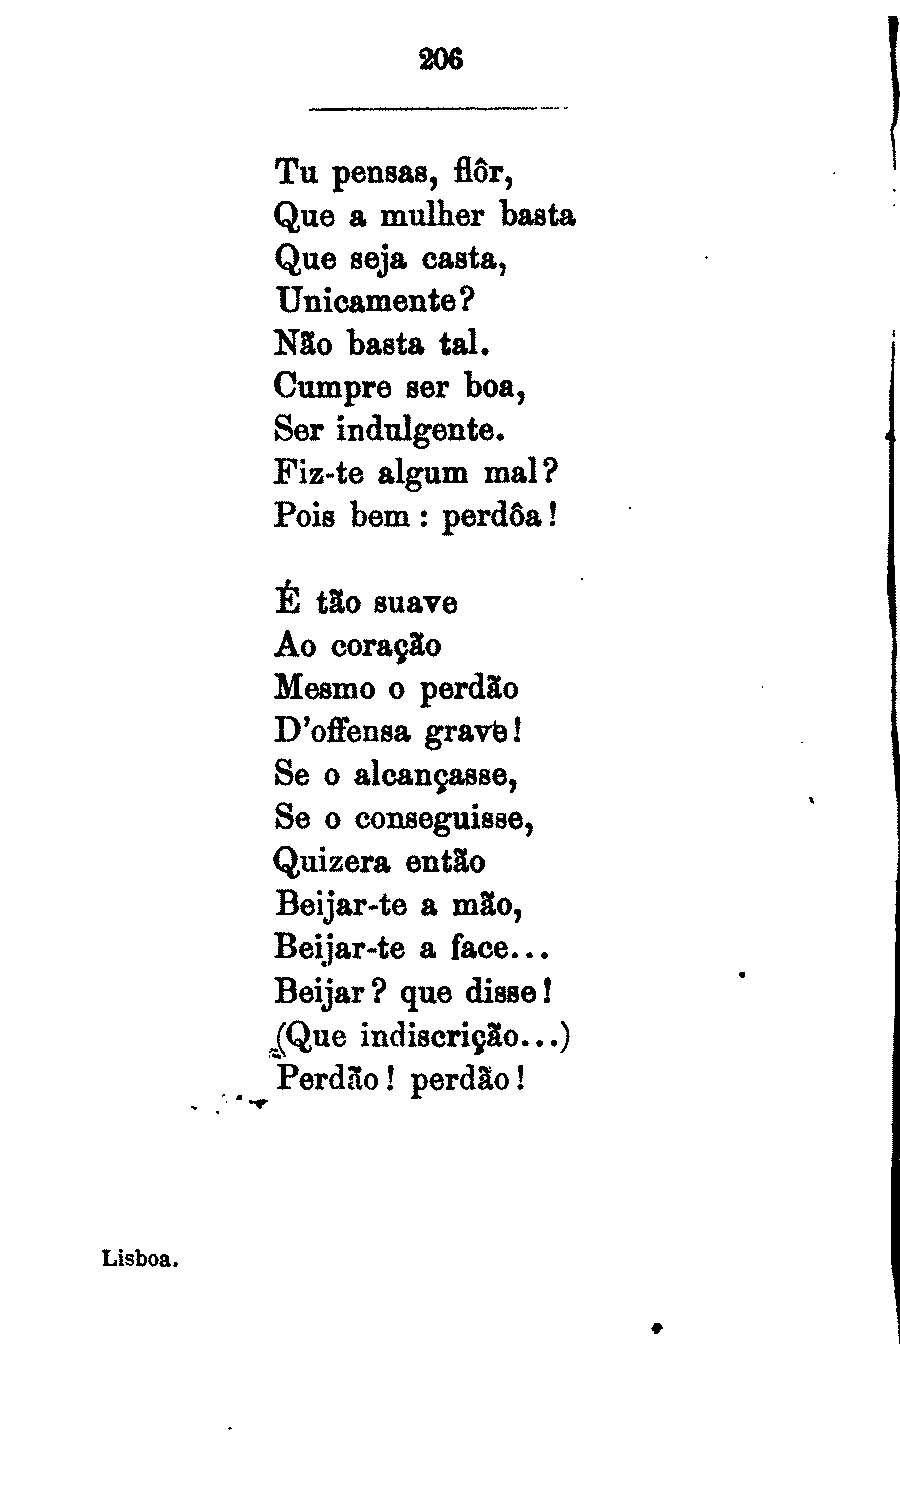 206
Tu pensas, flôr,
Que a mulher basta
Que seja casta,
Unicamente?
Não basta tal.
Cumpre ser boa,
Ser indulgente.
Fiz-te algum mal?
Pois bem : perdôa!
É tão suave
Ao coração
Mesmo o perdão
D'offensa grave!
Se o alcançasse,
Se o conseguisse,
Quizera então
Beijar-te a mão,
Beijar-te a face...
Beijar? que disse!
(Que indiscrição...)
Perdão! perdão!
Lisboa.